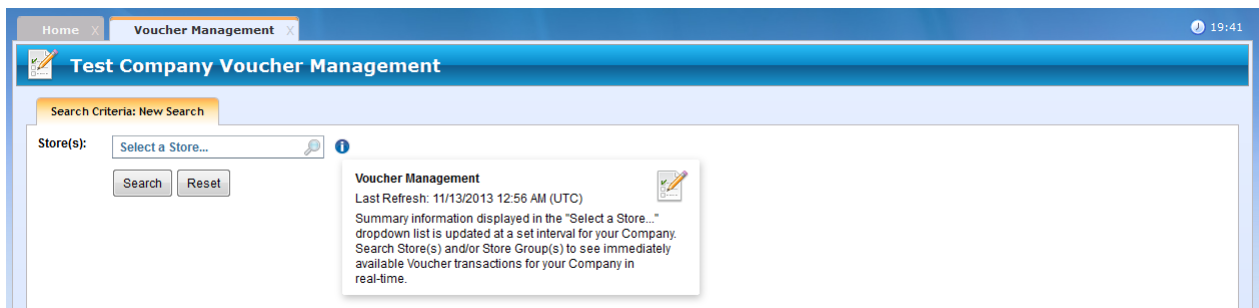 Home X Voucher Management X 19:41
Test Company Voucher Management
Search Criteria: New Search
Store(s): Select a Store...
Search Reset
Voucher Management
Last Refresh: 11/13/2013 12:56 AM (UTC)
Summary information displayed in the "Select a Store..."
dropdown list is updated at a set interval for your Company.
Search Store(s) and/or Store Group(s) to see immediately
available Voucher transactions for your Company in
real-time.